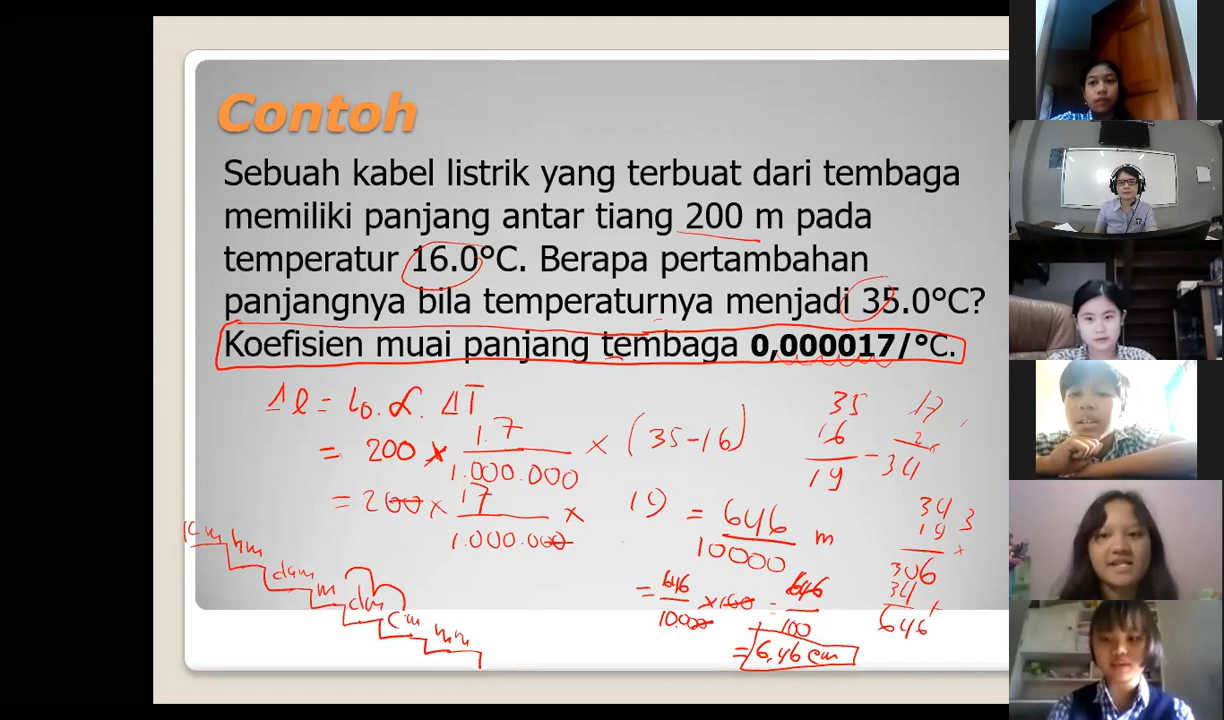 Contoh
Sebuah kabel listrik yang terbuat dari tembaga
memiliki panjang antar tiang 200 m pada
temperatur 16.0°C. Berapa pertambahan
panjangnya bila temperaturnya menjadi 35.0°C?
Koefisien muai panjang tembaga 0,000017/°C.
Δl = lo. α. ΔT
= 200 × 17 / 1.000.000 × (35-16)
= 200 × 17 / 1.000.000 × 19
= 646 / 10000 m
= 646 / 10.000 × 100 = 646 / 100
= 6,46 cm
35
16
19
17
2 ×
34
34
19 ×
306
34 +
646
km
hm
dam
m
dm
cm
mm